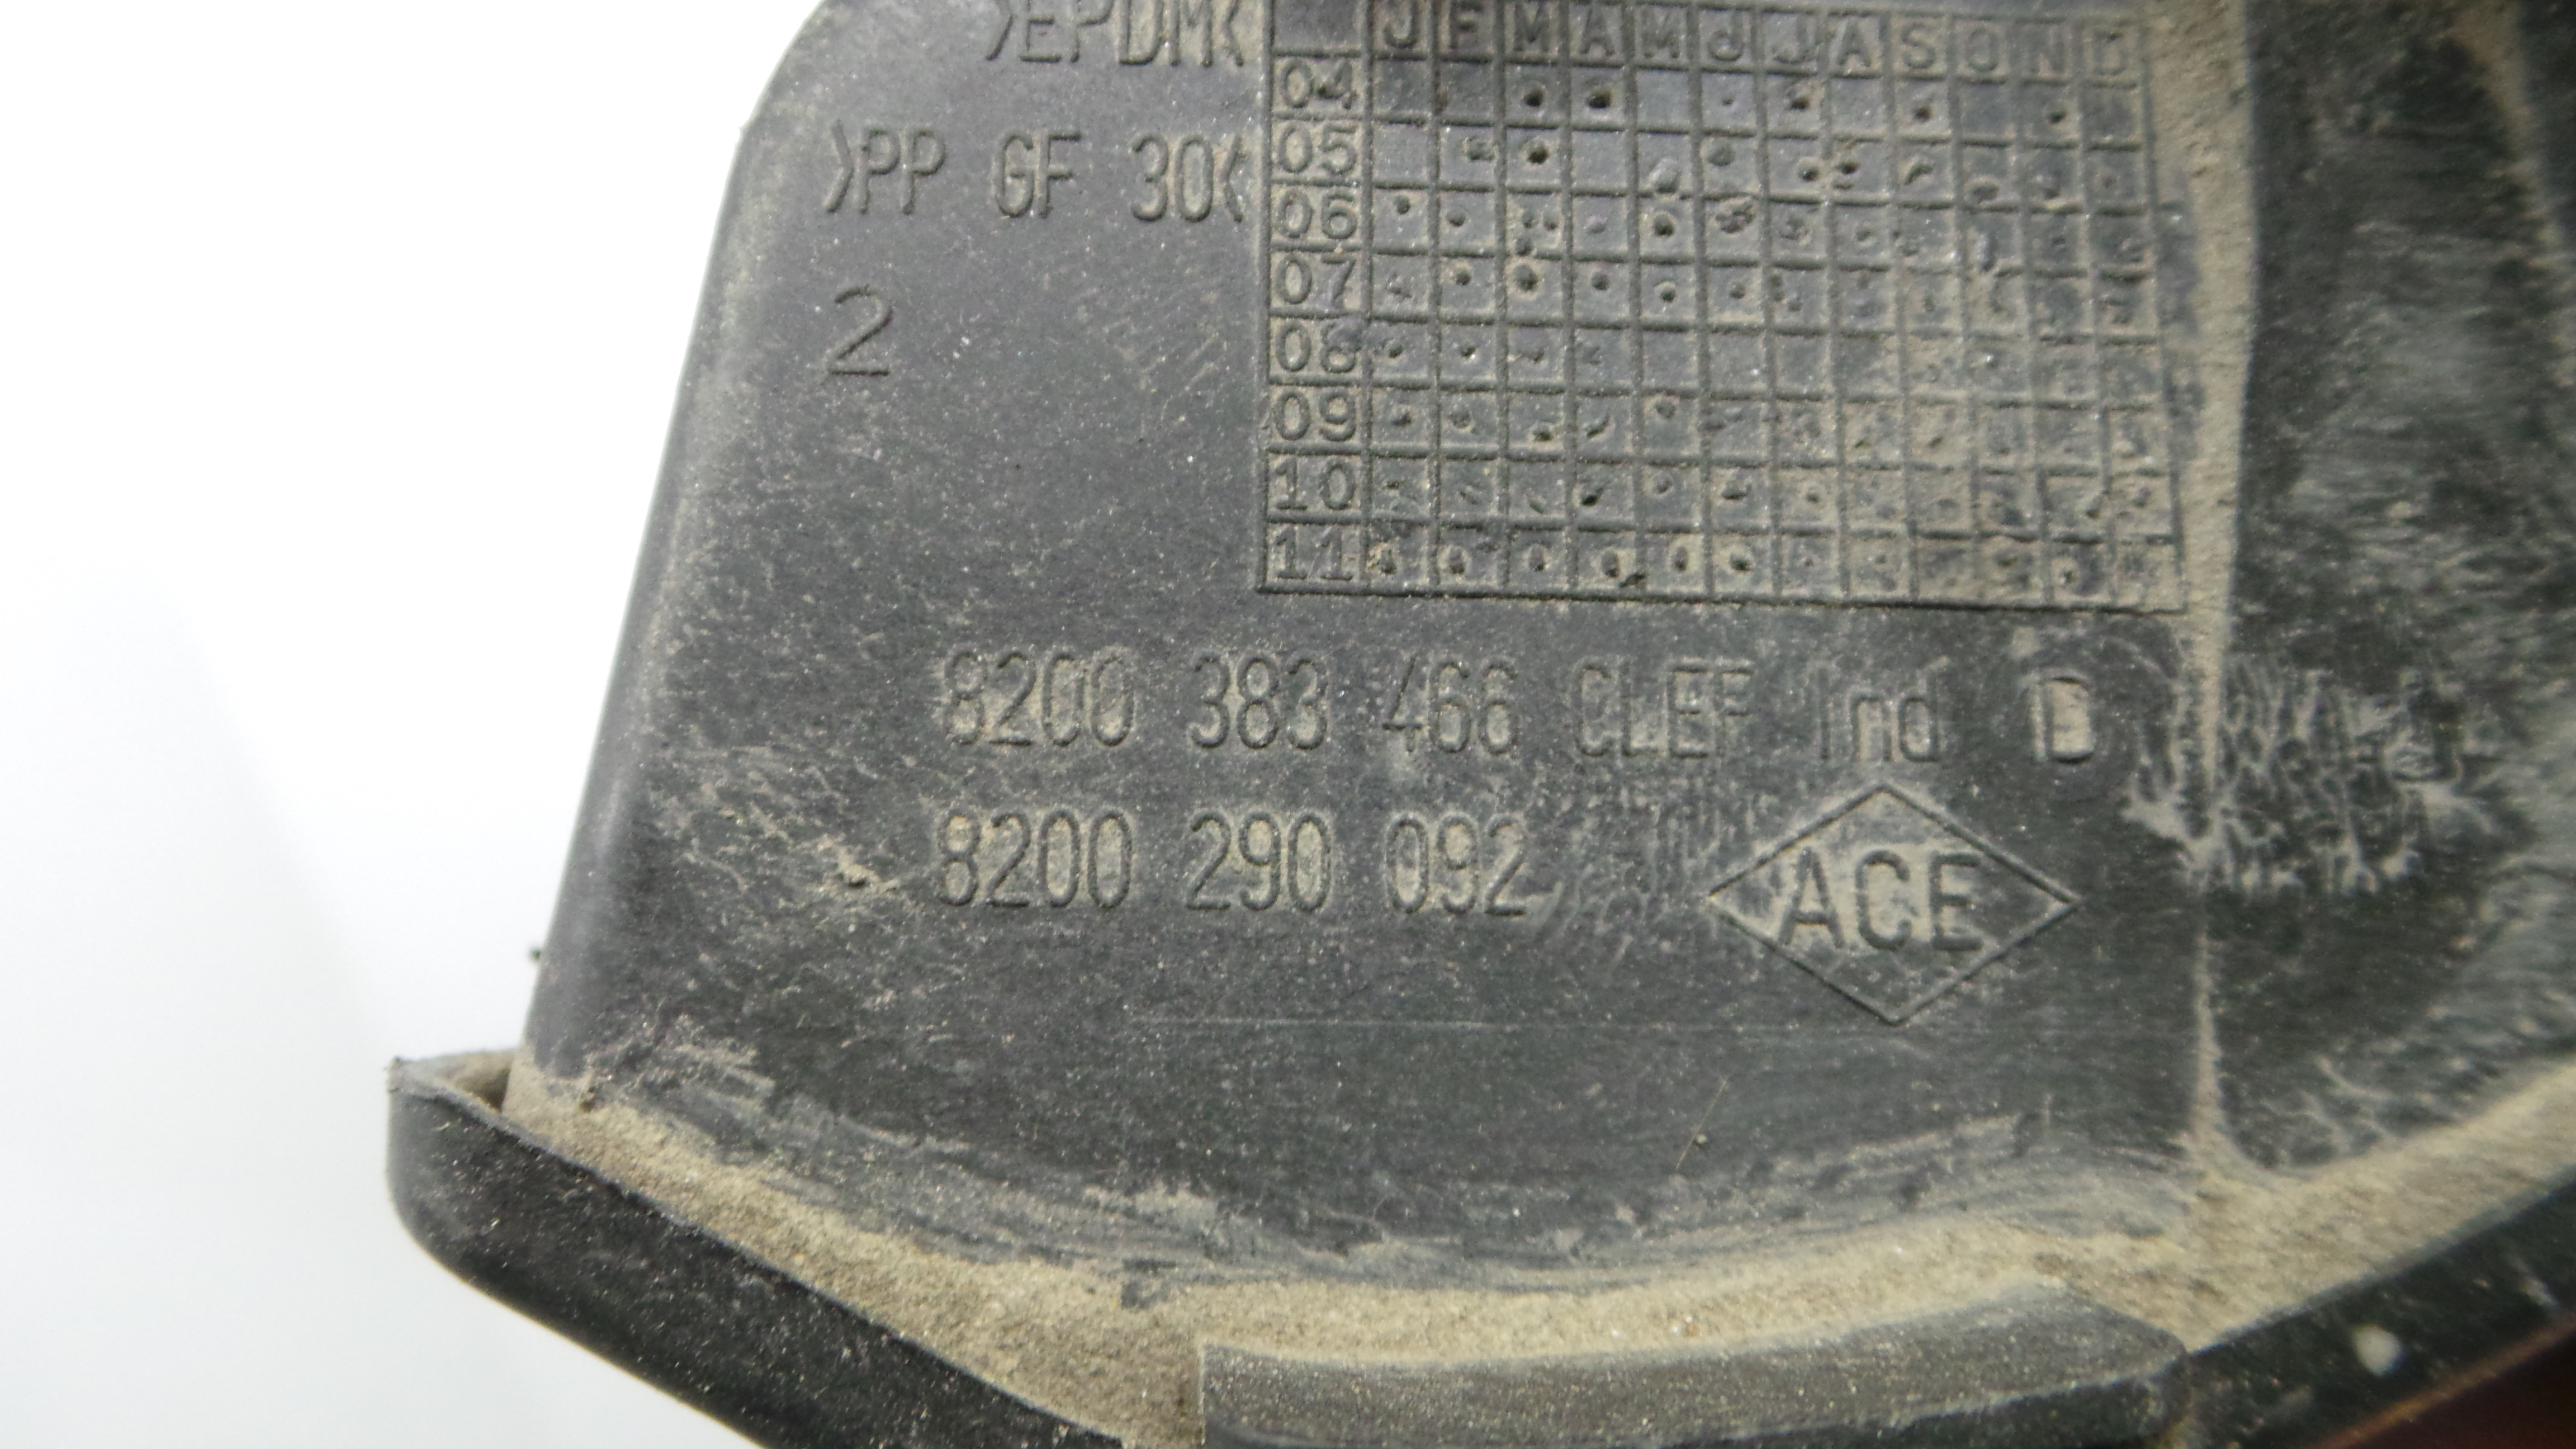 >EPDM<
J F M A M J J A S O N D
04
>PP GF 30<
05
06
07
2
08
09
10
11
8200 383 466 CLEF Ind D
8200 290 092
ACE